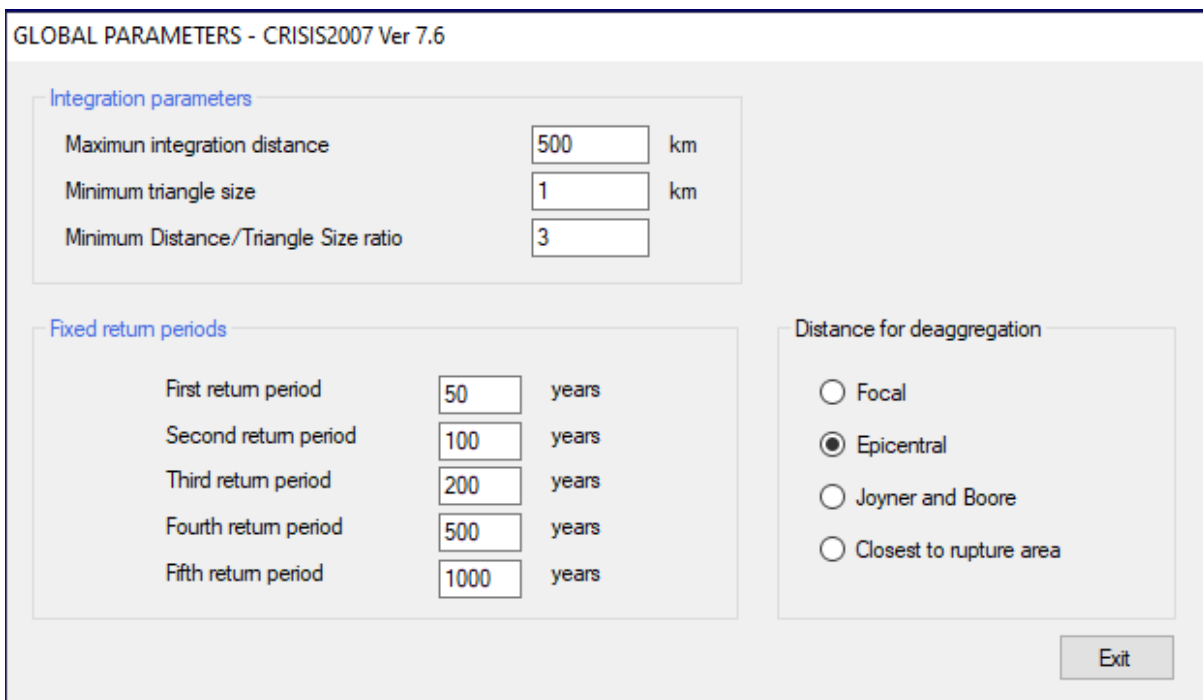 GLOBAL PARAMETERS - CRISIS2007 Ver 7.6
Integration parameters
Maximun integration distance 500 km
Minimum triangle size 1 km
Minimum Distance/Triangle Size ratio 3
Fixed return periods
First return period 50 years
Second return period 100 years
Third return period 200 years
Fourth return period 500 years
Fifth return period 1000 years
Distance for deaggregation
Focal
Epicentral
Joyner and Boore
Closest to rupture area
Exit